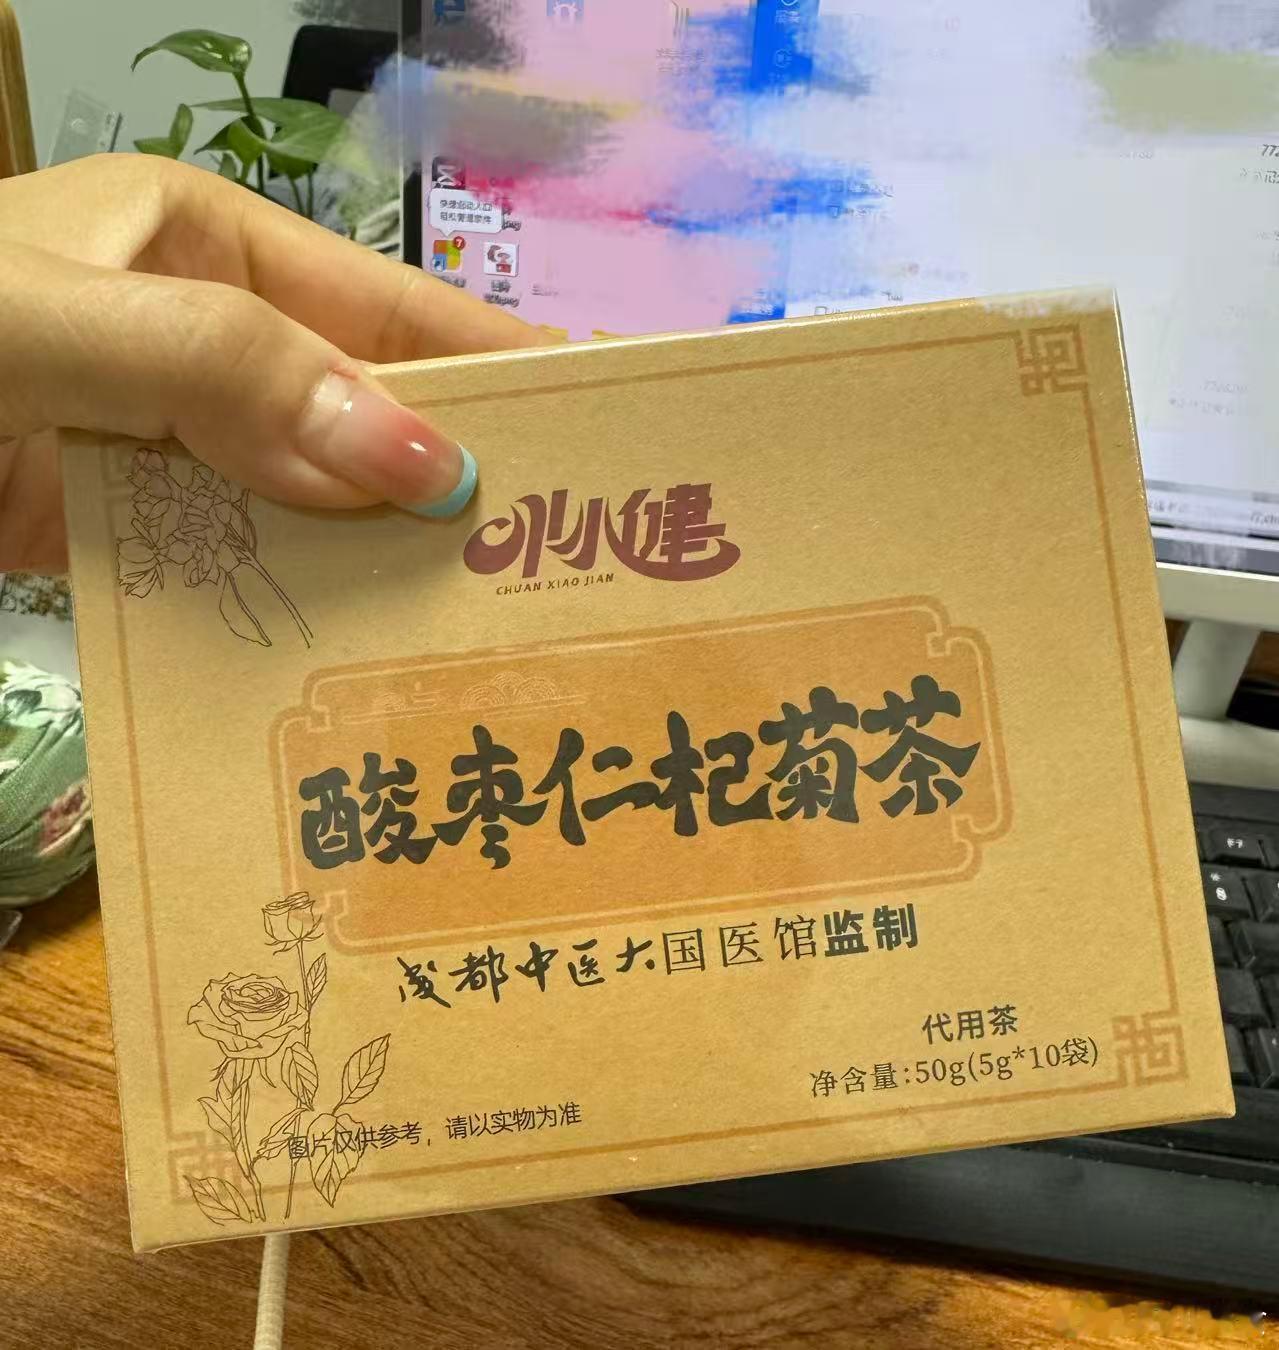 川小健
CHUAN XIAO JIAN
酸枣仁杞菊茶
成都中医大国医馆监制
代用茶
净含量:50g(5g*10袋)
图片仅供参考，请以实物为准
F7